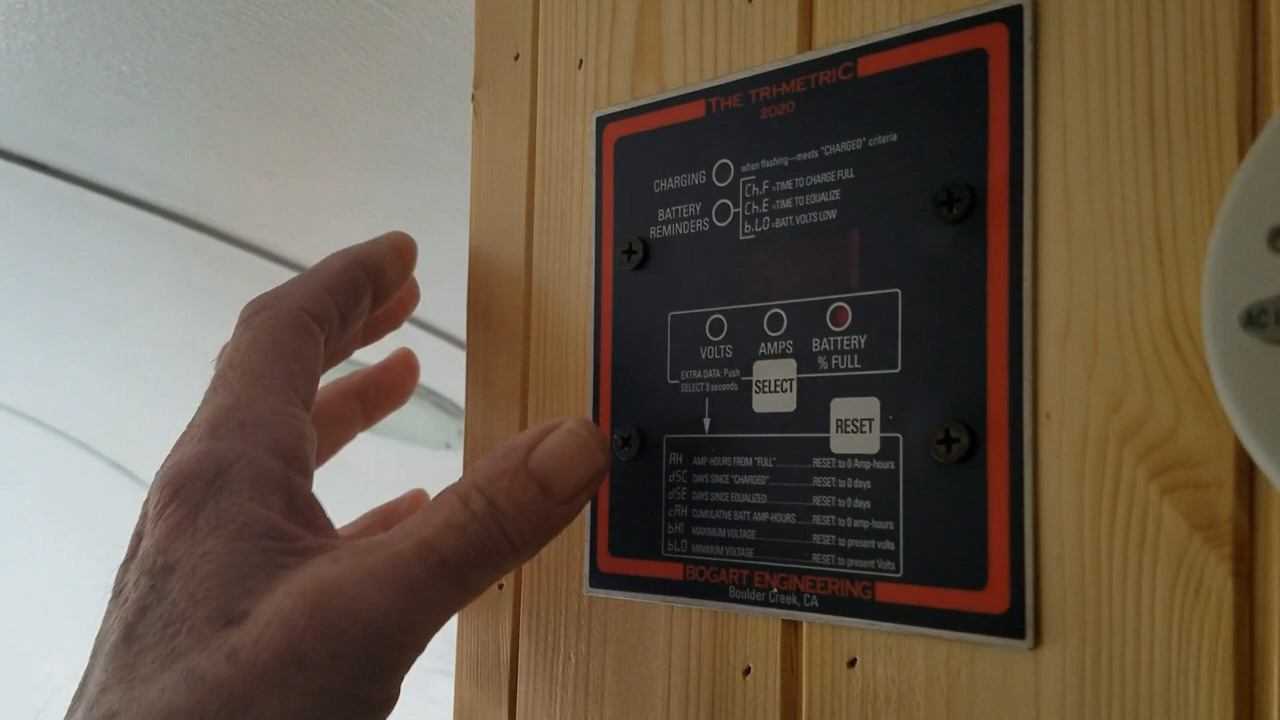 THE TRI-METRIC
2020
CHARGING
when flashing---meets "CHARGED" criteria
BATTERY REMINDERS
Ch.F =TIME TO CHARGE FULL
Ch.E =TIME TO EQUALIZE
b.LO =BATT. VOLTS LOW
VOLTS AMPS BATTERY
% FULL
EXTRA DATA: Push
SELECT 3 seconds
SELECT
RESET
AH AMP-HOURS FROM "FULL"..........RESET: to 0 Amp-hours
dSC DAYS SINCE "CHARGED"..........RESET: to 0 days
dSE DAYS SINCE EQUALIZED..........RESET: to 0 days
cAH CUMULATIVE BATT. AMP-HOURS.....RESET: to 0 amp-hours
bHI MAXIMUM VOLTAGE..........RESET: to present volts
bLO MINIMUM VOLTAGE..........RESET: to present Volts
BOGART ENGINEERING
Boulder Creek, CA
AC